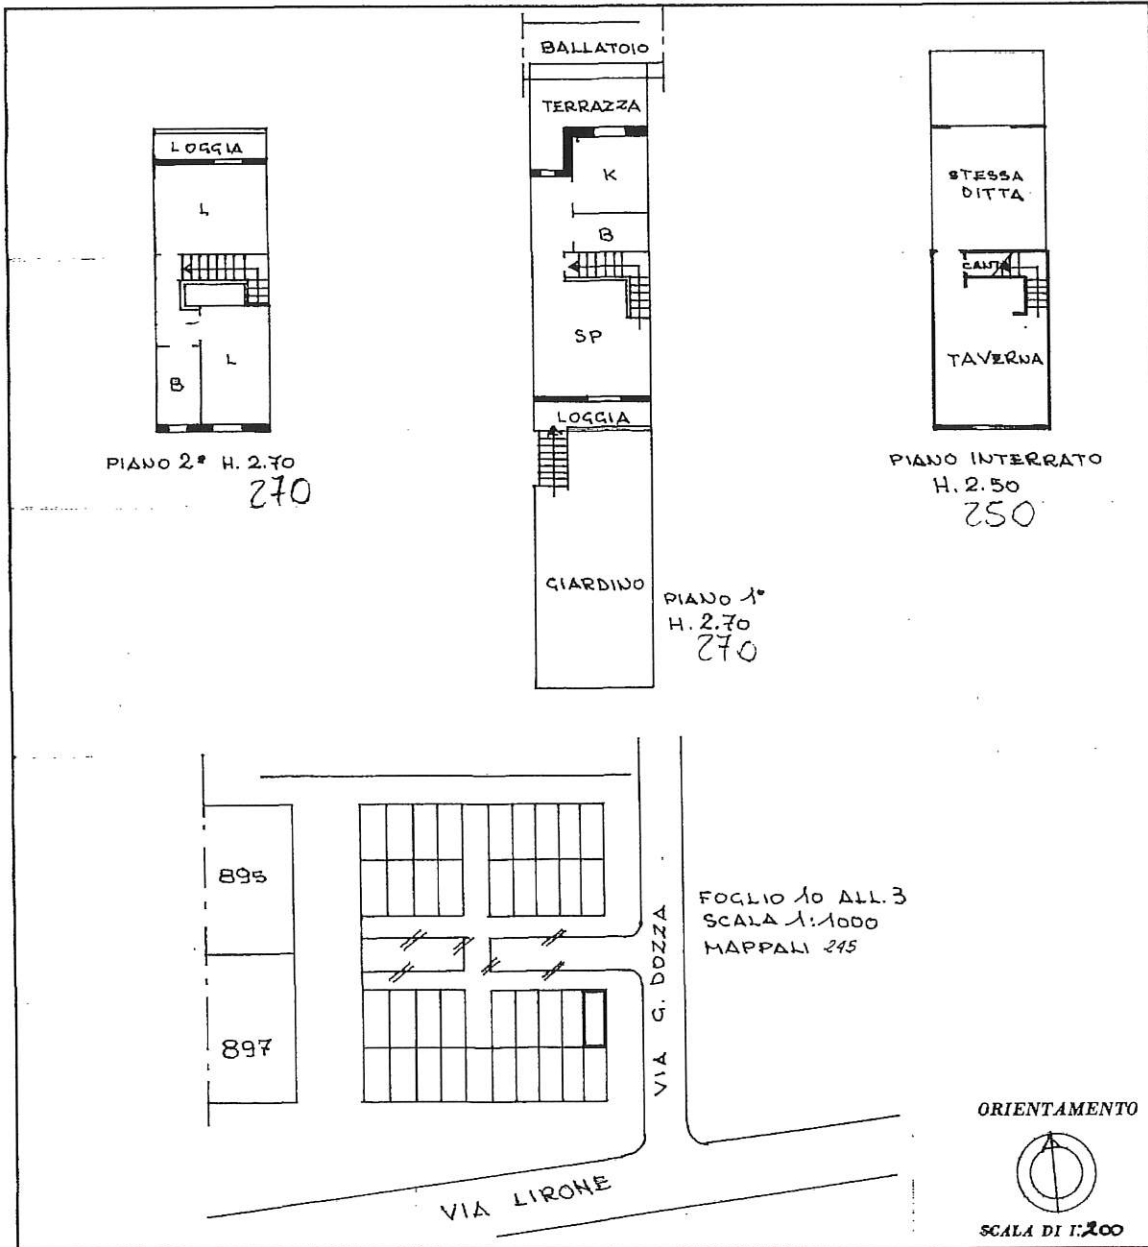 BALLATOIO
TERRAZZA
K
B
SP
LOGGIA
GIARDINO
PIANO 1°
H. 2.70
270
LOGGIA
L
L
B
PIANO 2° H. 2.70
270
STESSA
DITTA
CANT.
TAVERNA
PIANO INTERRATO
H. 2.50
250
895
897
VIA G. DOZZA
FOGLIO 10 ALL. 3
SCALA 1:1000
MAPPALI 245
VIA LIRONE
ORIENTAMENTO
SCALA DI 1:200